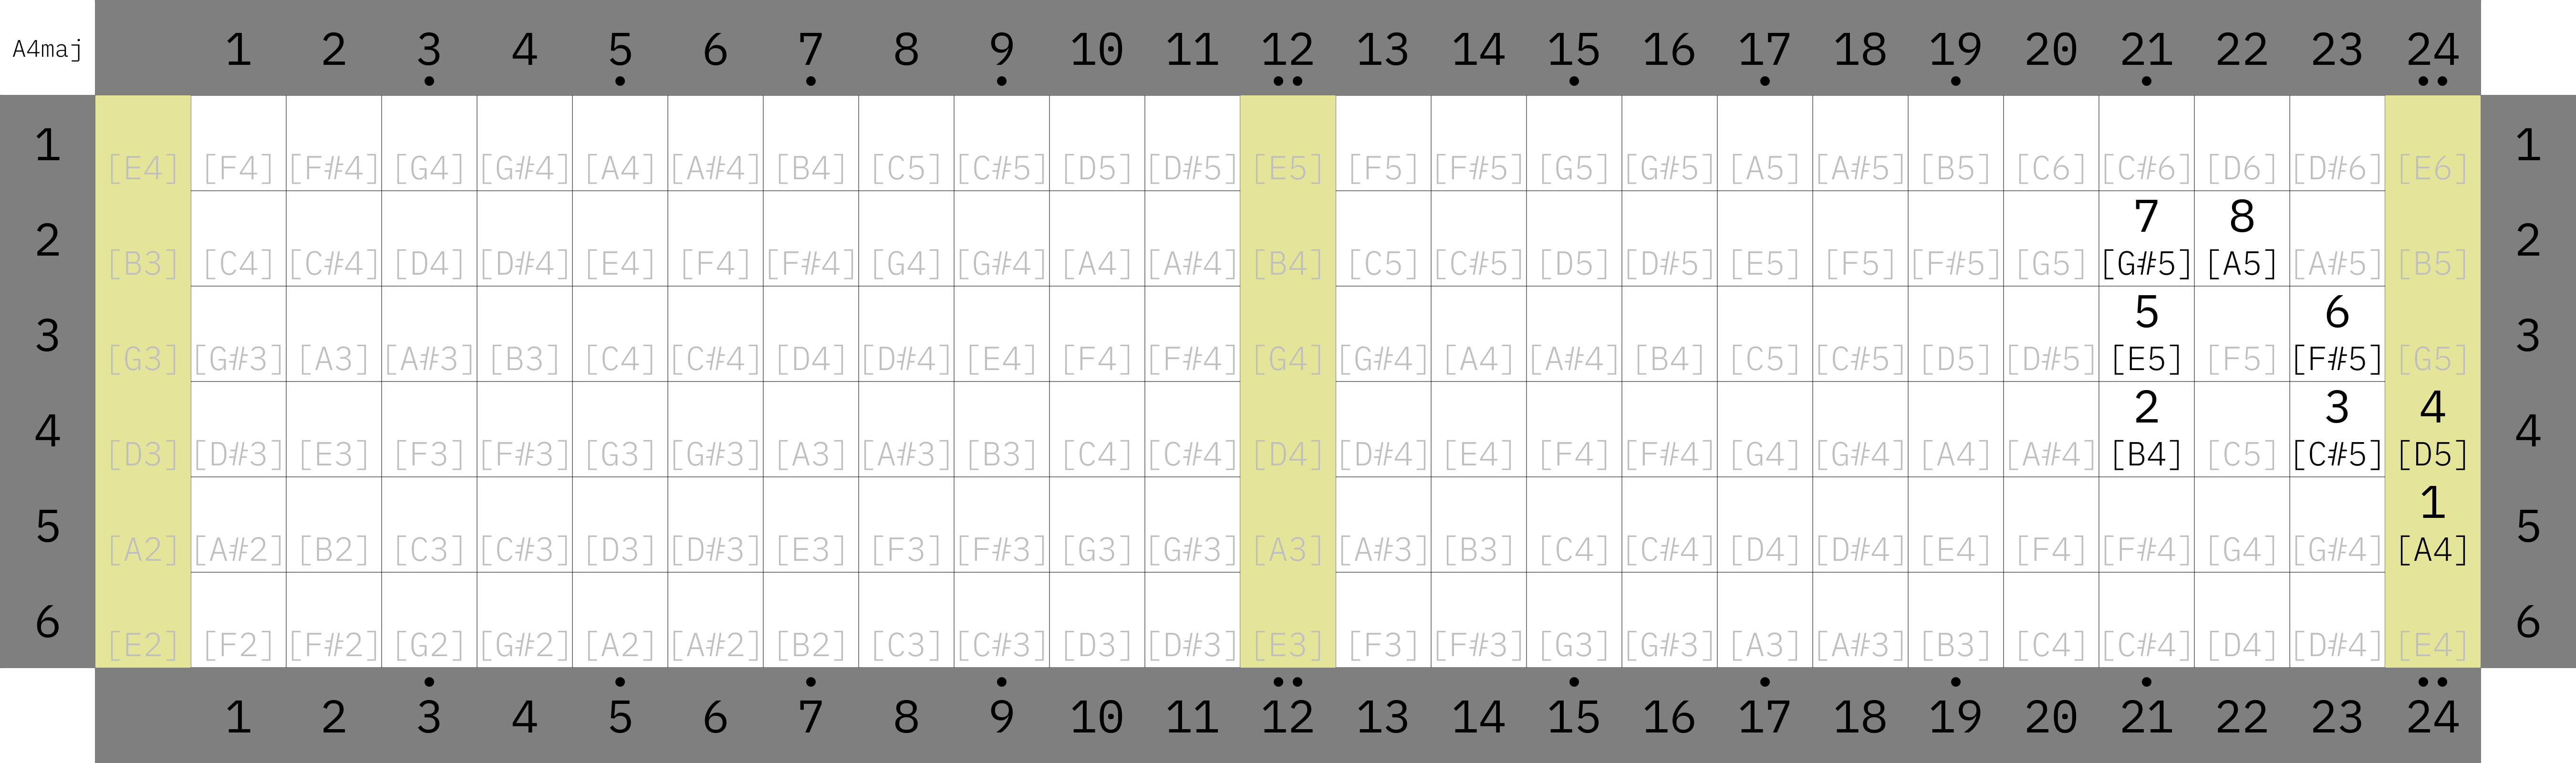 A4maj 1 2 3 4 5 6 7 8 9 10 11 12 13 14 15 16 17 18 19 20 21 22 23 24
1 [E4] [F4] [F#4] [G4] [G#4] [A4] [A#4] [B4] [C5] [C#5] [D5] [D#5] [E5] [F5] [F#5] [G5] [G#5] [A5] [A#5] [B5] [C6] [C#6] [D6] [D#6] [E6] 1
7 8
2 [B3] [C4] [C#4] [D4] [D#4] [E4] [F4] [F#4] [G4] [G#4] [A4] [A#4] [B4] [C5] [C#5] [D5] [D#5] [E5] [F5] [F#5] [G5] [G#5] [A5] [A#5] [B5] 2
5 6
3 [G3] [G#3] [A3] [A#3] [B3] [C4] [C#4] [D4] [D#4] [E4] [F4] [F#4] [G4] [G#4] [A4] [A#4] [B4] [C5] [C#5] [D5] [D#5] [E5] [F5] [F#5] [G5] 3
2 3 4
4 [D3] [D#3] [E3] [F3] [F#3] [G3] [G#3] [A3] [A#3] [B3] [C4] [C#4] [D4] [D#4] [E4] [F4] [F#4] [G4] [G#4] [A4] [A#4] [B4] [C5] [C#5] [D5] 4
1
5 [A2] [A#2] [B2] [C3] [C#3] [D3] [D#3] [E3] [F3] [F#3] [G3] [G#3] [A3] [A#3] [B3] [C4] [C#4] [D4] [D#4] [E4] [F4] [F#4] [G4] [G#4] [A4] 5
6 [E2] [F2] [F#2] [G2] [G#2] [A2] [A#2] [B2] [C3] [C#3] [D3] [D#3] [E3] [F3] [F#3] [G3] [G#3] [A3] [A#3] [B3] [C4] [C#4] [D4] [D#4] [E4] 6
1 2 3 4 5 6 7 8 9 10 11 12 13 14 15 16 17 18 19 20 21 22 23 24